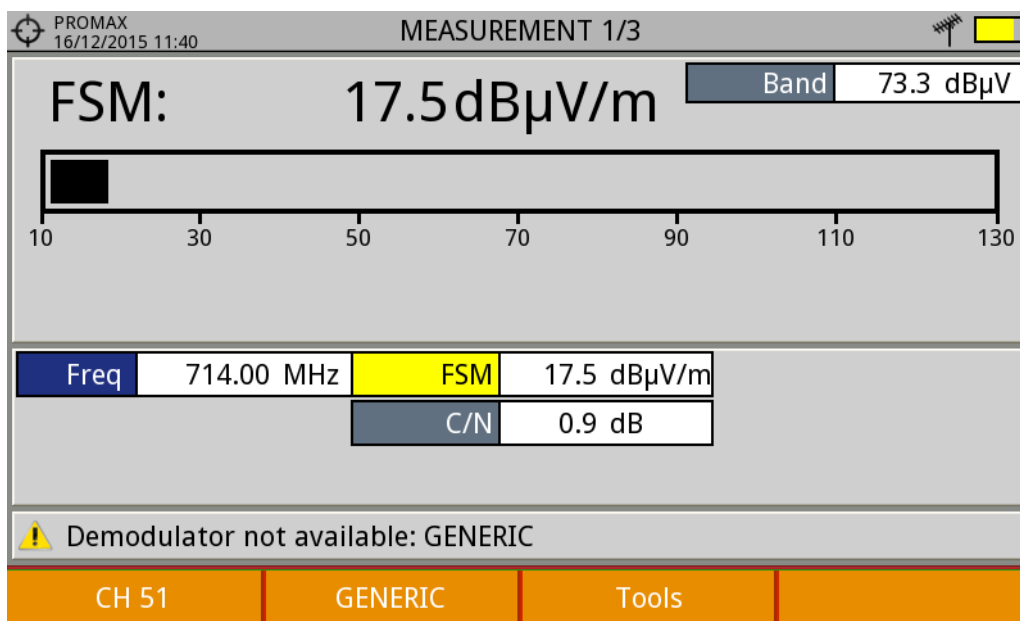 PROMAX
16/12/2015 11:40
MEASUREMENT 1/3
FSM: 17.5 dBµV/m
Band 73.3 dBµV
10 30 50 70 90 110 130
Freq 714.00 MHz FSM 17.5 dBµV/m
C/N 0.9 dB
Demodulator not available: GENERIC
CH 51 GENERIC Tools